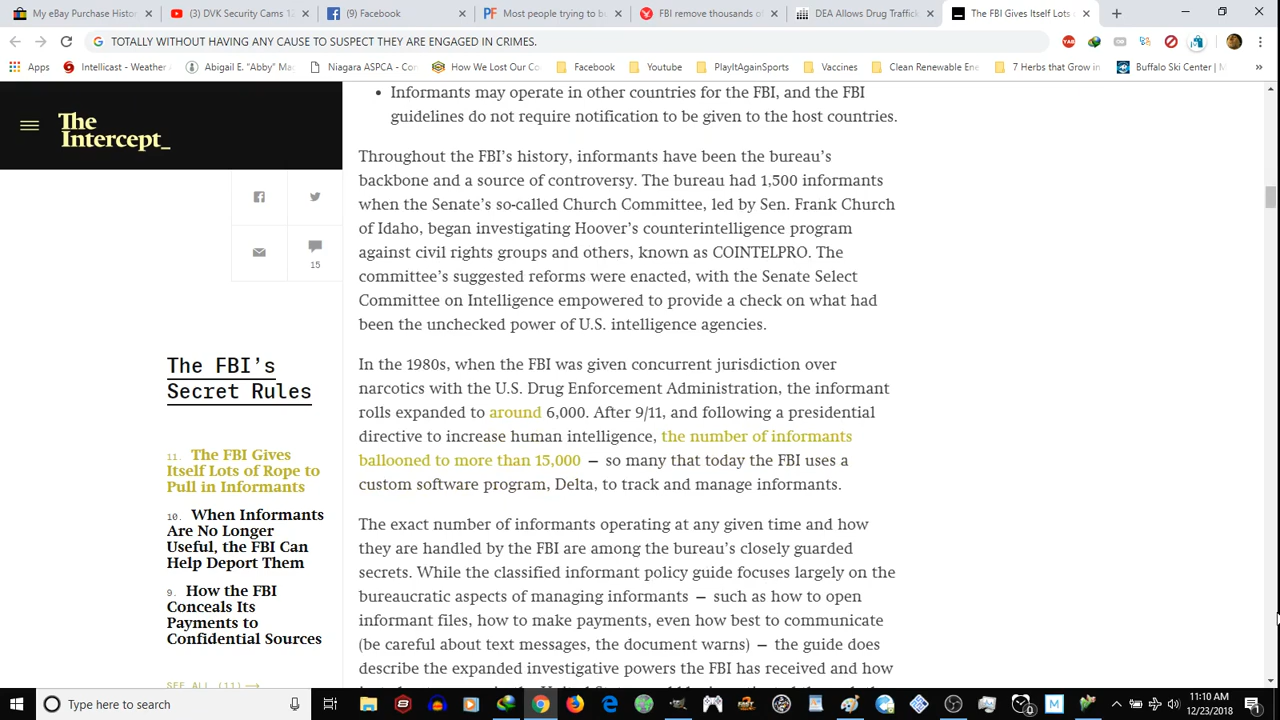 My eBay Purchase Histor
(3) DVK Security Cams 1
(9) Facebook
Most people trying to b
FBI remove thousands of
DEA Allows Drug Traffick
The FBI Gives Itself Lots
TOTALLY WITHOUT HAVING ANY CAUSE TO SUSPECT THEY ARE ENGAGED IN CRIMES.
Apps
Intellicast - Weather
Abigail E. "Abby" Ma
Niagara ASPCA - Co
How We Lost Our Co
Facebook
Youtube
PlayItAgainSports
Vaccines
Clean Renewable Ene
7 Herbs that Grow in
Buffalo Ski Center |
The
Intercept_
15
The FBI's
Secret Rules
11. The FBI Gives
Itself Lots of Rope to
Pull in Informants
10. When Informants
Are No Longer
Useful, the FBI Can
Help Deport Them
9. How the FBI
Conceals Its
Payments to
Confidential Sources
SEE ALL (11)
• Informants may operate in other countries for the FBI, and the FBI
guidelines do not require notification to be given to the host countries.
Throughout the FBI's history, informants have been the bureau's
backbone and a source of controversy. The bureau had 1,500 informants
when the Senate's so-called Church Committee, led by Sen. Frank Church
of Idaho, began investigating Hoover's counterintelligence program
against civil rights groups and others, known as COINTELPRO. The
committee's suggested reforms were enacted, with the Senate Select
Committee on Intelligence empowered to provide a check on what had
been the unchecked power of U.S. intelligence agencies.
In the 1980s, when the FBI was given concurrent jurisdiction over
narcotics with the U.S. Drug Enforcement Administration, the informant
rolls expanded to around 6,000. After 9/11, and following a presidential
directive to increase human intelligence, the number of informants
ballooned to more than 15,000 — so many that today the FBI uses a
custom software program, Delta, to track and manage informants.
The exact number of informants operating at any given time and how
they are handled by the FBI are among the bureau's closely guarded
secrets. While the classified informant policy guide focuses largely on the
bureaucratic aspects of managing informants — such as how to open
informant files, how to make payments, even how best to communicate
(be careful about text messages, the document warns) — the guide does
describe the expanded investigative powers the FBI has received and how
Type here to search
11:10 AM
12/23/2018